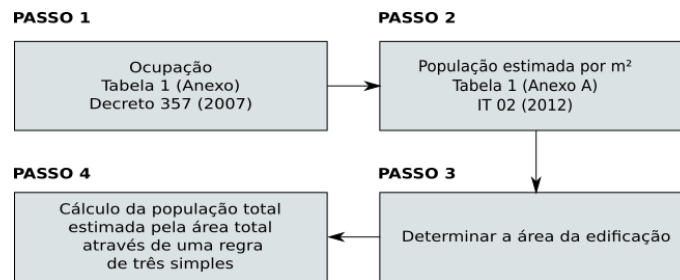 PASSO 1
Ocupação
Tabela 1 (Anexo)
Decreto 357 (2007)
PASSO 2
População estimada por m²
Tabela 1 (Anexo A)
IT 02 (2012)
PASSO 3
Determinar a área da edificação
PASSO 4
Cálculo da população total
estimada pela área total
através de uma regra
de três simples